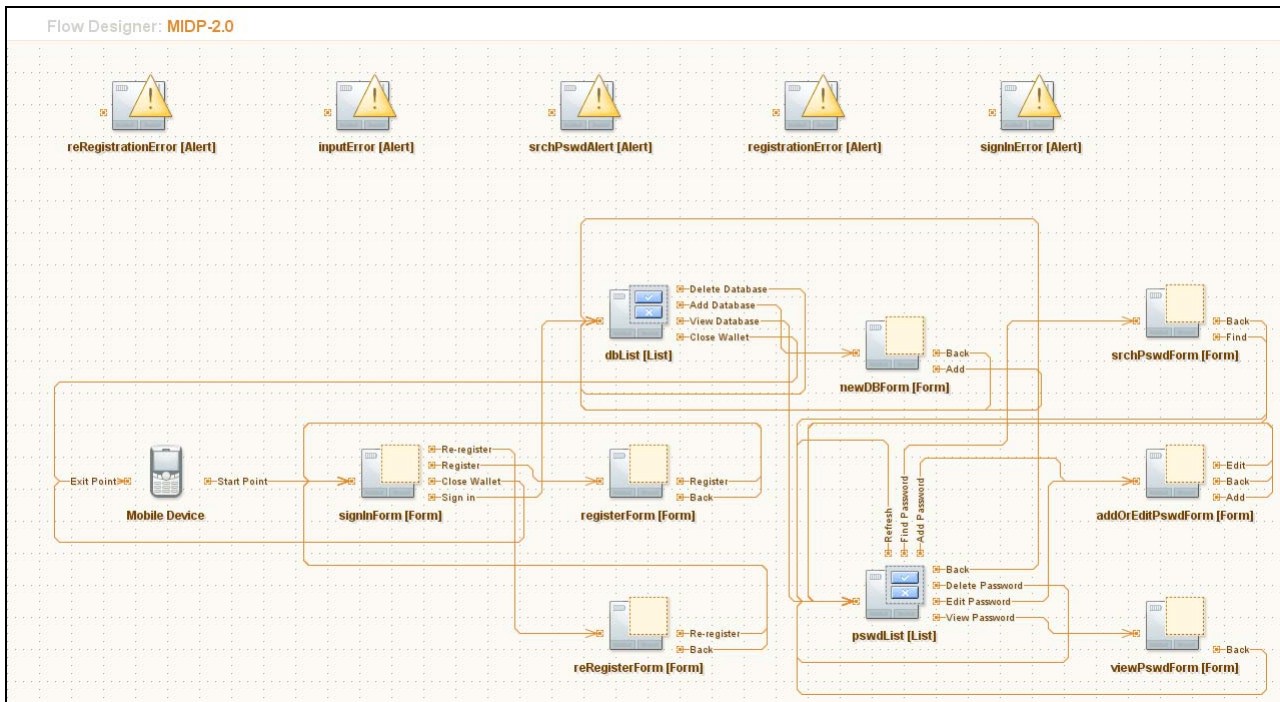 Flow Designer: MIDP-2.0
reRegistrationError [Alert]
inputError [Alert]
srchPswdAlert [Alert]
registrationError [Alert]
signInError [Alert]
Delete Database
Add Database
View Database
Close Wallet
dbList [List]
Back
Add
newDBForm [Form]
Back
Find
srchPswdForm [Form]
Exit Point
Start Point
Mobile Device
Re-register
Register
Close Wallet
Sign in
signInForm [Form]
Register
Back
registerForm [Form]
Edit
Back
Add
addOrEditPswdForm [Form]
Refresh
Find Password
Add Password
Back
Delete Password
Edit Password
View Password
pswdList [List]
Re-register
Back
reRegisterForm [Form]
Back
viewPswdForm [Form]